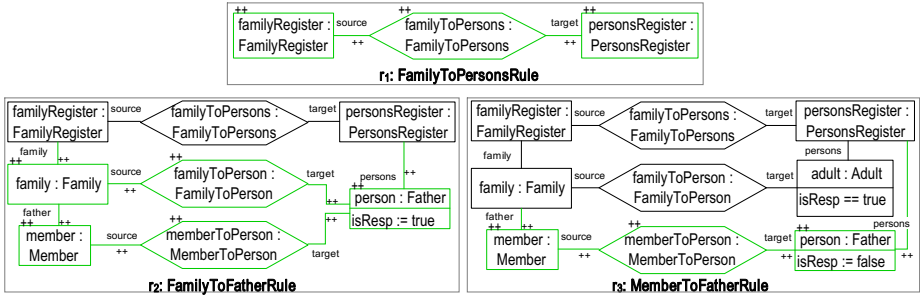 ++ ++ ++
familyRegister : source familyToPersons : target personsRegister :
FamilyRegister ++ FamilyToPersons ++ PersonsRegister
r₁: FamilyToPersonsRule
familyRegister : source familyToPersons : target personsRegister :
FamilyRegister FamilyToPersons PersonsRegister
family
++ ++ ++ persons ++
family : Family source familyToPerson : target ++
++ FamilyToPerson ++ person : Father
father isResp := true
++ ++ ++ ++
member : source memberToPerson :
Member ++ MemberToPerson target
r₂: FamilyToFatherRule
familyRegister : source familyToPersons : target personsRegister :
FamilyRegister FamilyToPersons PersonsRegister
family persons
family : Family source familyToPerson : target adult : Adult
FamilyToPerson isResp == true
father persons
++ ++ ++ ++
member : source memberToPerson : target person : Father
Member ++ MemberToPerson ++ isResp := false ++
r₃: MemberToFatherRule